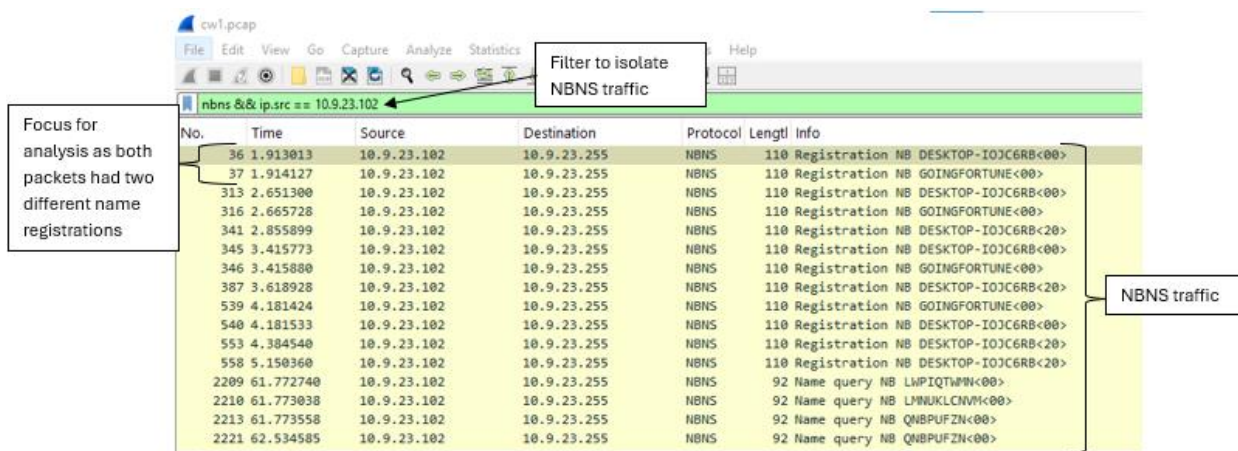 cw1.pcap
File Edit View Go Capture Analyze Statistics Help
Filter to isolate
NBNS traffic
nbns && ip.src == 10.9.23.102
Focus for
analysis as both
packets had two
different name
registrations
No. Time Source Destination Protocol Lengtl Info
36 1.913013 10.9.23.102 10.9.23.255 NBNS 110 Registration NB DESKTOP-IOJC6RB<00>
37 1.914127 10.9.23.102 10.9.23.255 NBNS 110 Registration NB GOINGFORTUNE<00>
313 2.651300 10.9.23.102 10.9.23.255 NBNS 110 Registration NB DESKTOP-IOJC6RB<00>
316 2.665728 10.9.23.102 10.9.23.255 NBNS 110 Registration NB GOINGFORTUNE<00>
341 2.855899 10.9.23.102 10.9.23.255 NBNS 110 Registration NB DESKTOP-IOJC6RB<20>
345 3.415773 10.9.23.102 10.9.23.255 NBNS 110 Registration NB DESKTOP-IOJC6RB<00>
346 3.415880 10.9.23.102 10.9.23.255 NBNS 110 Registration NB GOINGFORTUNE<00>
387 3.618928 10.9.23.102 10.9.23.255 NBNS 110 Registration NB DESKTOP-IOJC6RB<20>
539 4.181424 10.9.23.102 10.9.23.255 NBNS 110 Registration NB GOINGFORTUNE<00>
540 4.181533 10.9.23.102 10.9.23.255 NBNS 110 Registration NB DESKTOP-IOJC6RB<00>
553 4.384540 10.9.23.102 10.9.23.255 NBNS 110 Registration NB DESKTOP-IOJC6RB<20>
558 5.150360 10.9.23.102 10.9.23.255 NBNS 110 Registration NB DESKTOP-IOJC6RB<20>
2209 61.772740 10.9.23.102 10.9.23.255 NBNS 92 Name query NB LWPIQTWMN<00>
2210 61.773038 10.9.23.102 10.9.23.255 NBNS 92 Name query NB LMNUKLCNVM<00>
2213 61.773558 10.9.23.102 10.9.23.255 NBNS 92 Name query NB QNBPUFZN<00>
2221 62.534585 10.9.23.102 10.9.23.255 NBNS 92 Name query NB QNBPUFZN<00>
NBNS traffic